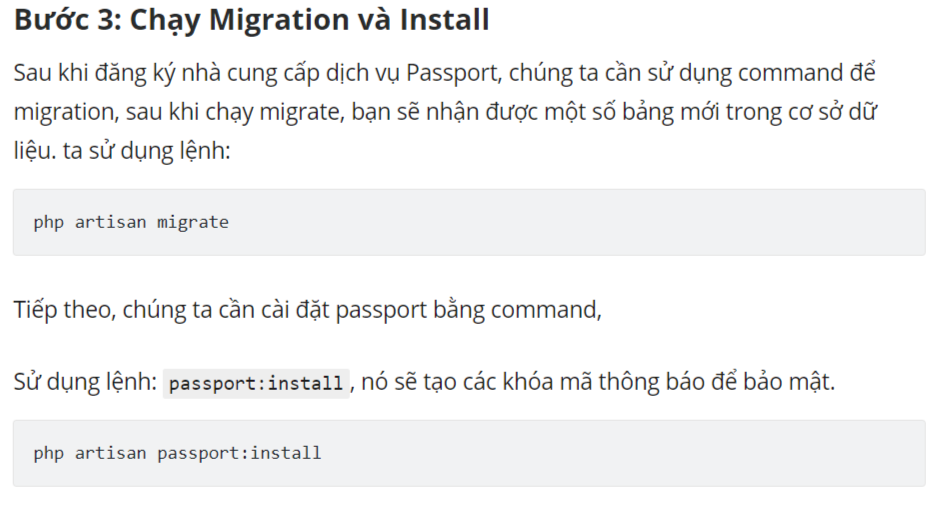 Bước 3: Chạy Migration và Install
Sau khi đăng ký nhà cung cấp dịch vụ Passport, chúng ta cần sử dụng command để
migration, sau khi chạy migrate, bạn sẽ nhận được một số bảng mới trong cơ sở dữ
liệu. ta sử dụng lệnh:
php artisan migrate
Tiếp theo, chúng ta cần cài đặt passport bằng command,
Sử dụng lệnh: passport:install, nó sẽ tạo các khóa mã thông báo để bảo mật.
php artisan passport:install